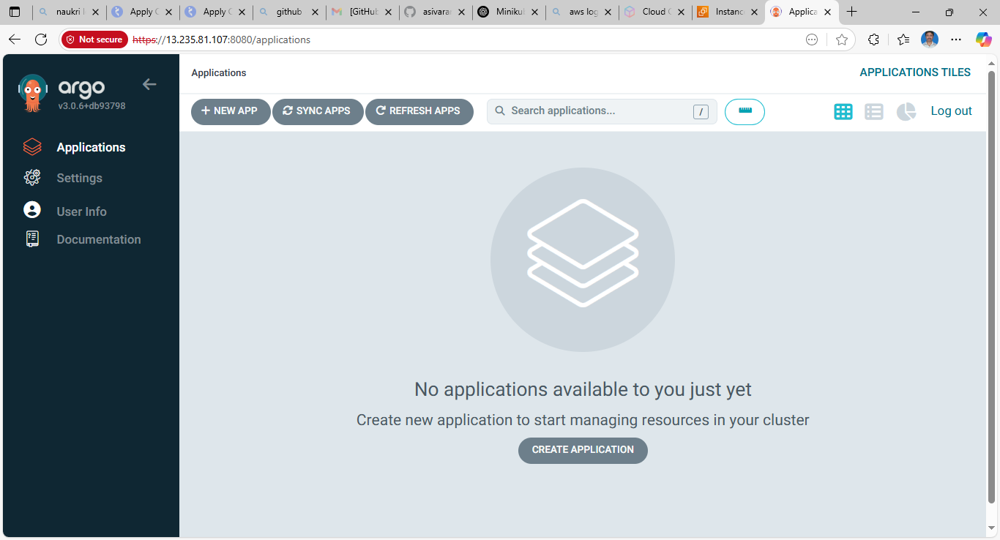 naukri
Apply C
Apply C
github
[GitHub
asivarar
Miniku
aws log
Cloud C
Instanc
Applica
Not secure
https://13.235.81.107:8080/applications
argo
v3.0.6+db93798
Applications
Settings
User Info
Documentation
Applications
APPLICATIONS TILES
NEW APP
SYNC APPS
REFRESH APPS
Search applications...
/
Log out
No applications available to you just yet
Create new application to start managing resources in your cluster
CREATE APPLICATION